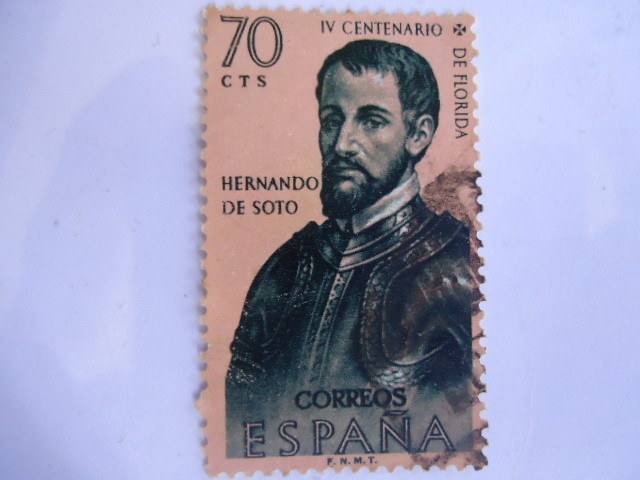 70
CTS
IV CENTENARIO ✠ DE FLORIDA
HERNANDO
DE SOTO
CORREOS
ESPAÑA
F. N. M. T.